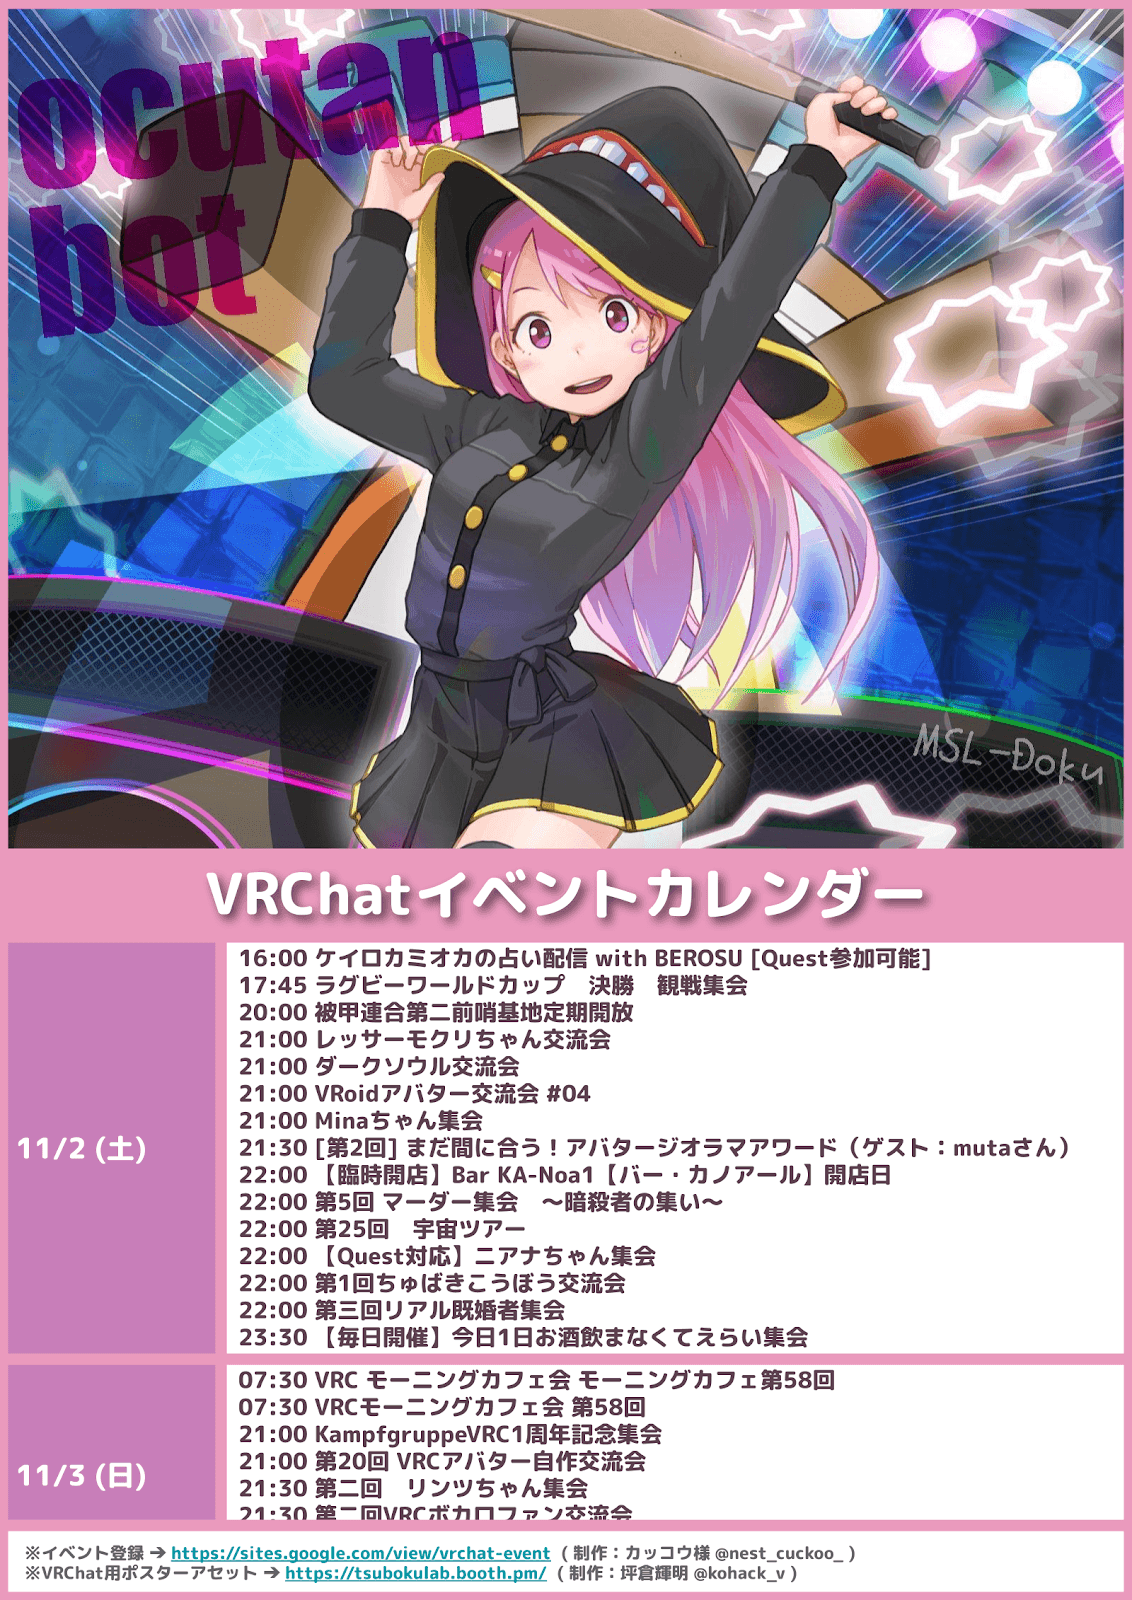 ocutan
bot
MSL-Doku
VRChatイベントカレンダー
11/2 (土)
16:00 ケイロカミオカの占い配信 with BEROSU [Quest参加可能]
17:45 ラグビーワールドカップ　決勝　観戦集会
20:00 被甲連合第二前哨基地定期開放
21:00 レッサーモクリちゃん交流会
21:00 ダークソウル交流会
21:00 VRoidアバター交流会 #04
21:00 Minaちゃん集会
21:30 [第2回] まだ間に合う！アバタージオラマアワード（ゲスト：mutaさん）
22:00 【臨時開店】Bar KA-Noa1【バー・カノアール】開店日
22:00 第5回 マーダー集会　～暗殺者の集い～
22:00 第25回　宇宙ツアー
22:00 【Quest対応】ニアナちゃん集会
22:00 第1回ちゅばきこうぼう交流会
22:00 第三回リアル既婚者集会
23:30 【毎日開催】今日1日お酒飲まなくてえらい集会
11/3 (日)
07:30 VRC モーニングカフェ会 モーニングカフェ第58回
07:30 VRCモーニングカフェ会 第58回
21:00 KampfgruppeVRC1周年記念集会
21:00 第20回 VRCアバター自作交流会
21:30 第二回　リンツちゃん集会
21:30 第二回VRCボカロファン交流会
※イベント登録 → https://sites.google.com/view/vrchat-event ( 制作：カッコウ様 @nest_cuckoo_ )
※VRChat用ポスターアセット → https://tsubokulab.booth.pm/ ( 制作：坪倉輝明 @kohack_v )